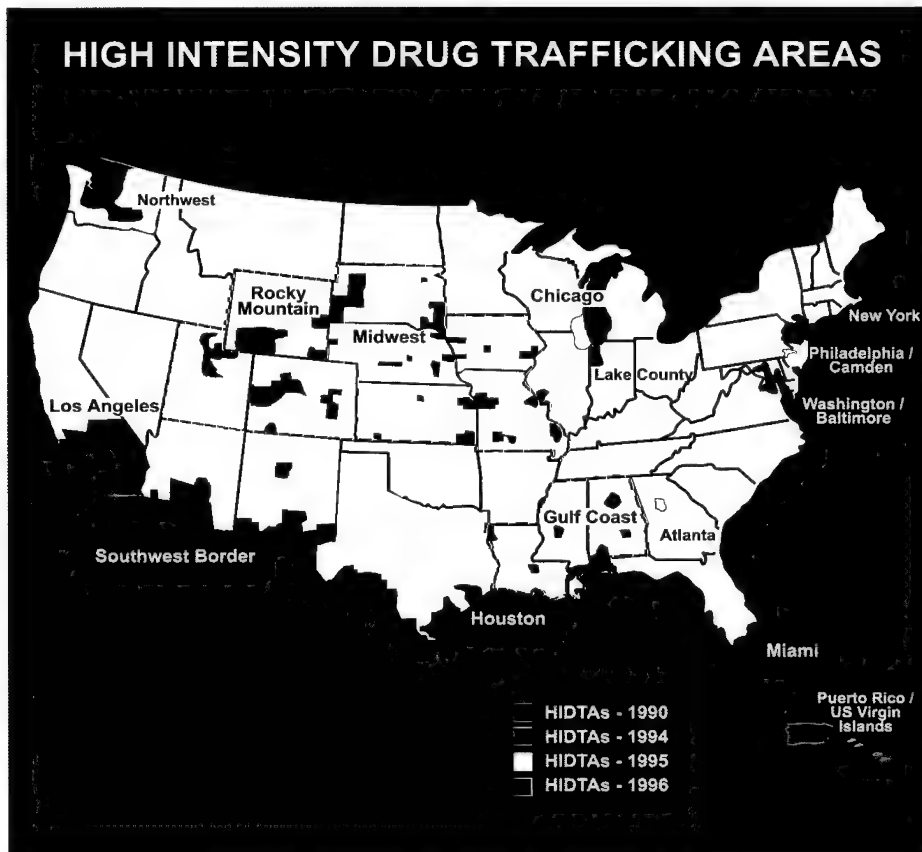 HIGH INTENSITY DRUG TRAFFICKING AREAS
Northwest
Rocky
Mountain
Chicago
Midwest
New York
Lake County
Philadelphia /
Camden
Los Angeles
Washington /
Baltimore
Gulf Coast
Atlanta
Southwest Border
Houston
Miami
Puerto Rico /
US Virgin
Islands
HIDTAs - 1990
HIDTAs - 1994
HIDTAs - 1995
HIDTAs - 1996